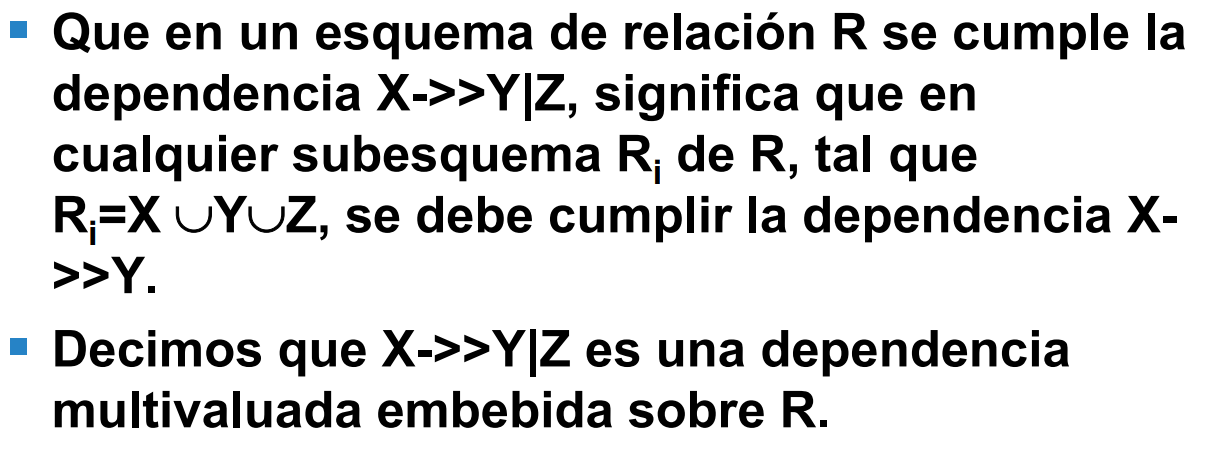 ▪ Que en un esquema de relación R se cumple la
dependencia X->>Y|Z, significa que en
cualquier subesquema Ri de R, tal que
Ri=X ∪Y∪Z, se debe cumplir la dependencia X-
>>Y.
▪ Decimos que X->>Y|Z es una dependencia
multivaluada embebida sobre R.